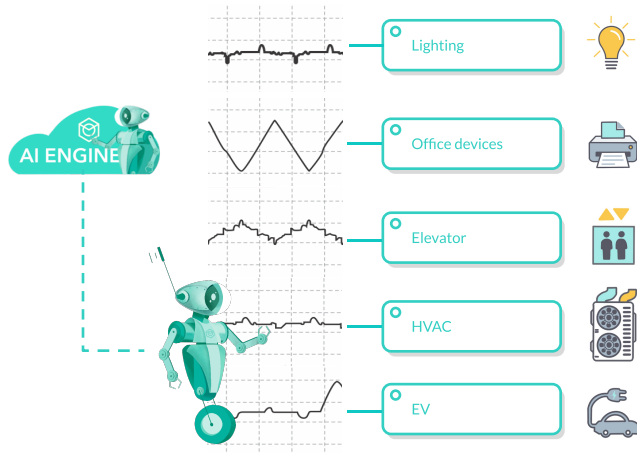 Lighting
AI ENGINE
Office devices
Elevator
HVAC
EV